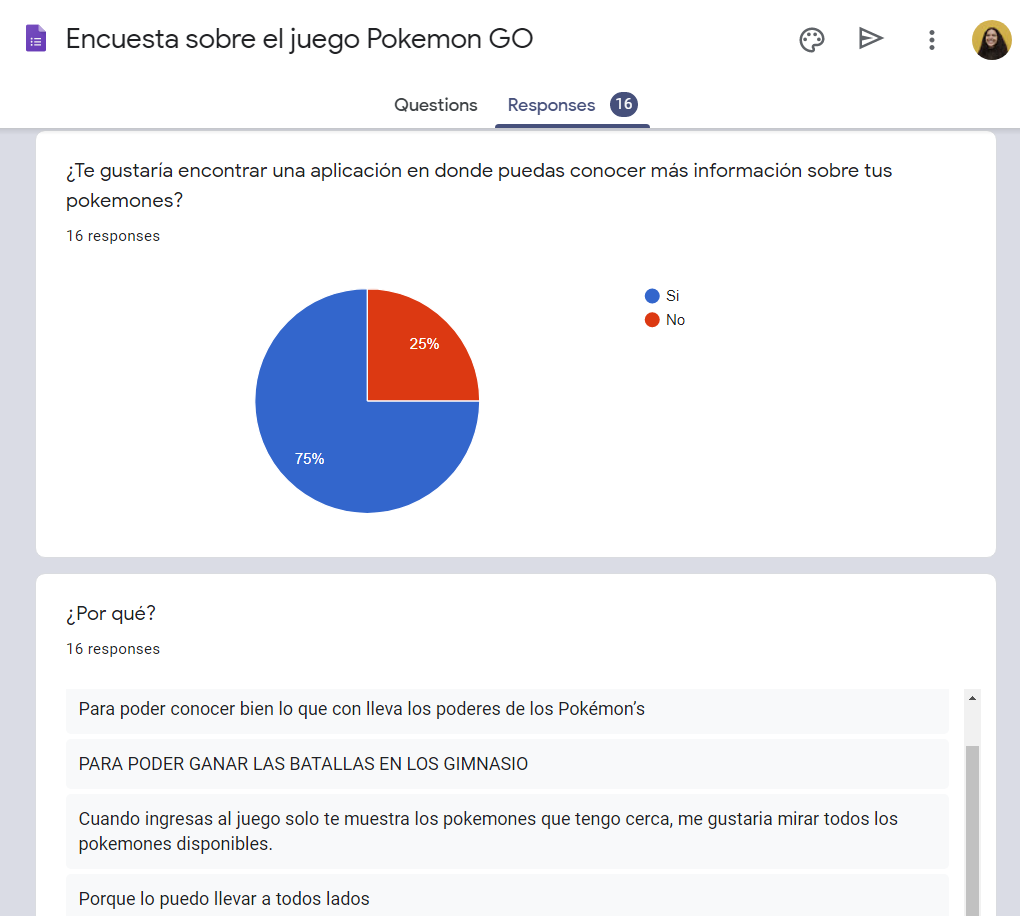 Encuesta sobre el juego Pokemon GO
Questions
Responses 16
¿Te gustaría encontrar una aplicación en donde puedas conocer más información sobre tus
pokemones?
16 responses
Si
No
25%
75%
¿Por qué?
16 responses
Para poder conocer bien lo que con lleva los poderes de los Pokémon’s
PARA PODER GANAR LAS BATALLAS EN LOS GIMNASIO
Cuando ingresas al juego solo te muestra los pokemones que tengo cerca, me gustaria mirar todos los
pokemones disponibles.
Porque lo puedo llevar a todos lados